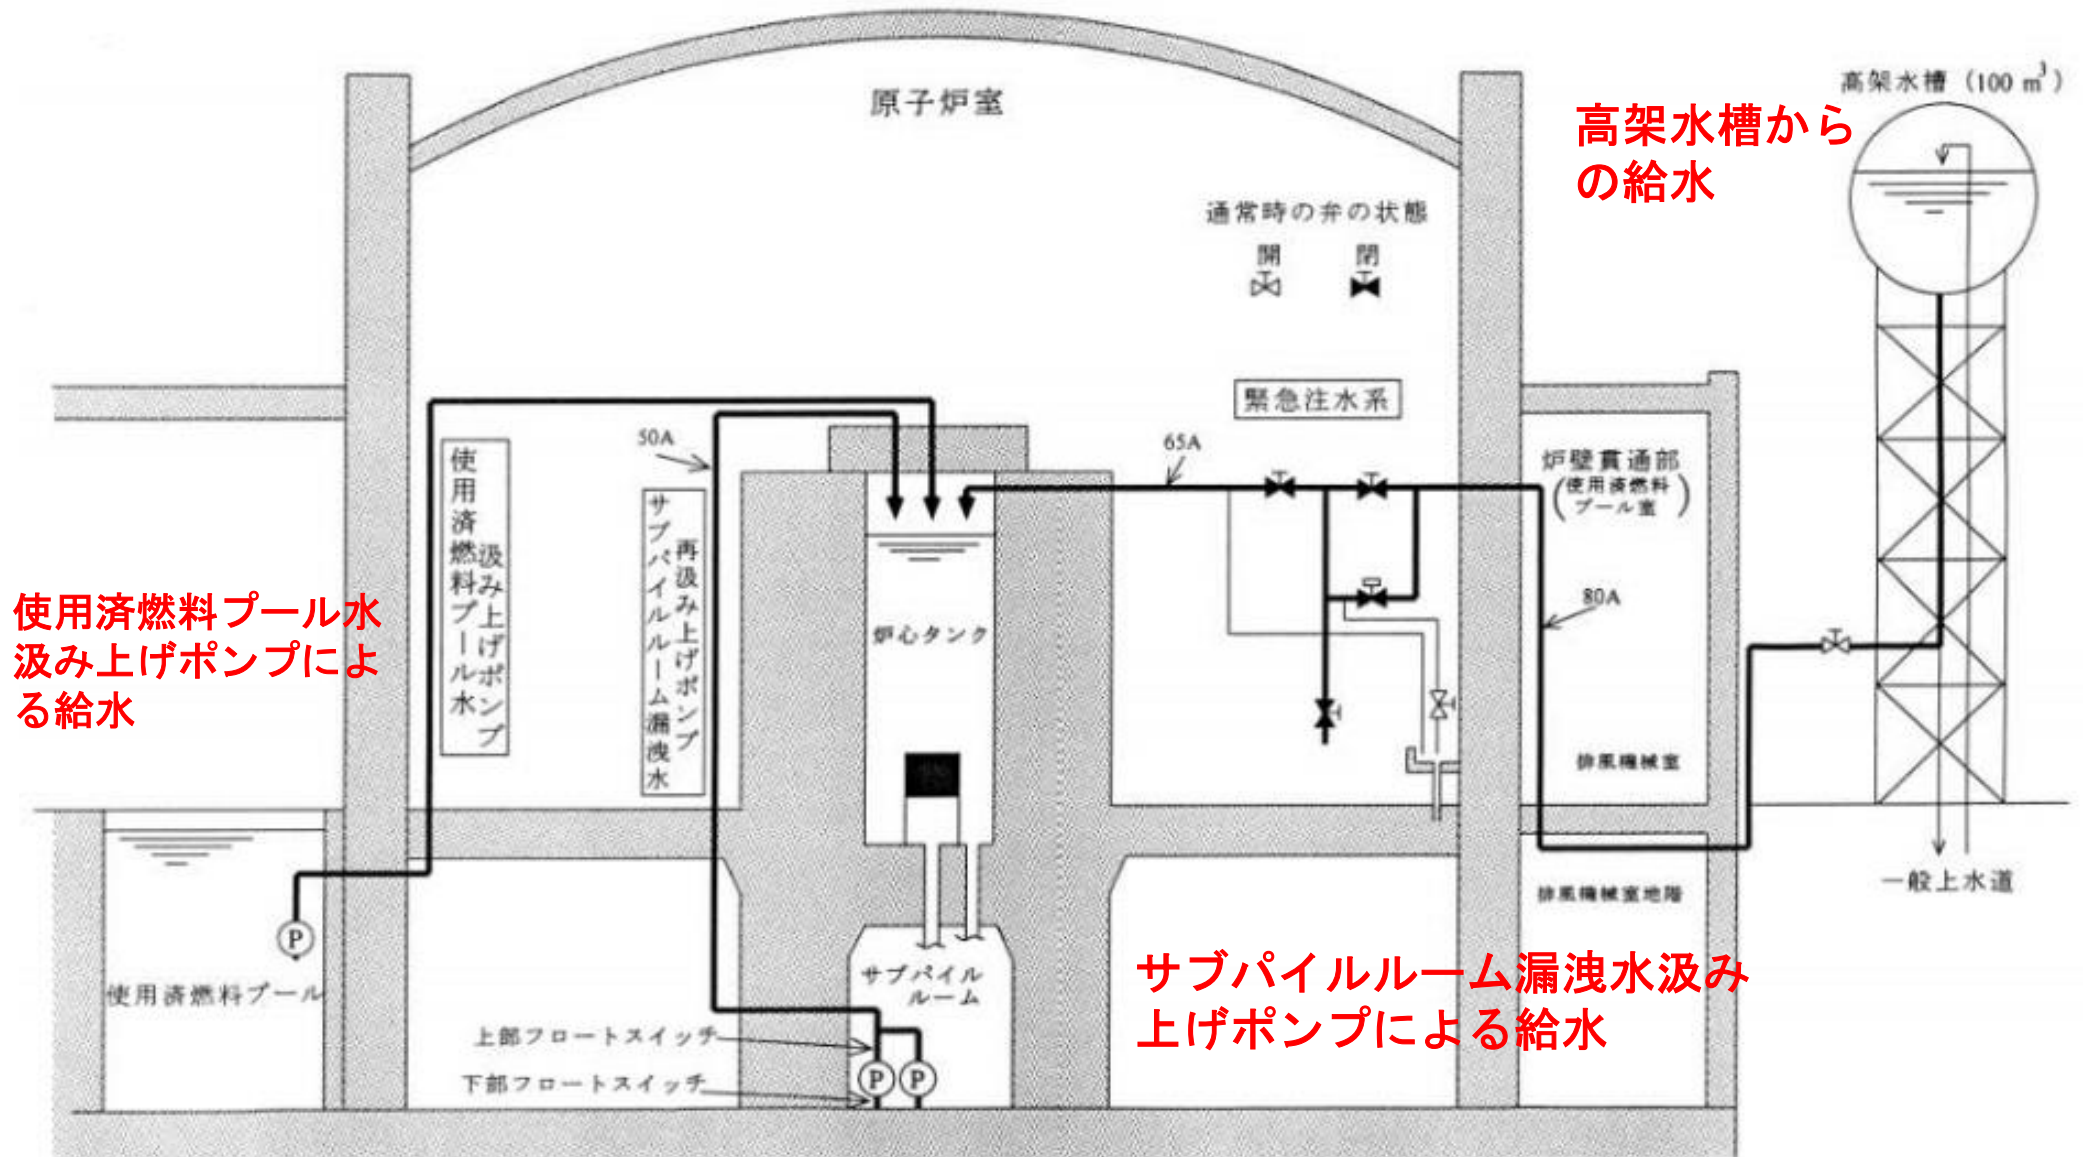 原子炉室
高架水槽 (100 m³)
高架水槽から
の給水
通常時の弁の状態
開 閉
緊急注水系
50A
65A
炉壁貫通部
(使用済燃料
プール室)
80A
使用済燃料プール水
汲み上げポンプ
サブパイルルーム漏洩水
再汲み上げポンプ
使用済燃料プール水
汲み上げポンプによ
る給水
炉心タンク
排風機械室
一般上水道
排風機械室地階
P
使用済燃料プール
サブパイル
ルーム
サブパイルルーム漏洩水汲み
上げポンプによる給水
上部フロートスイッチ
下部フロートスイッチ
P P